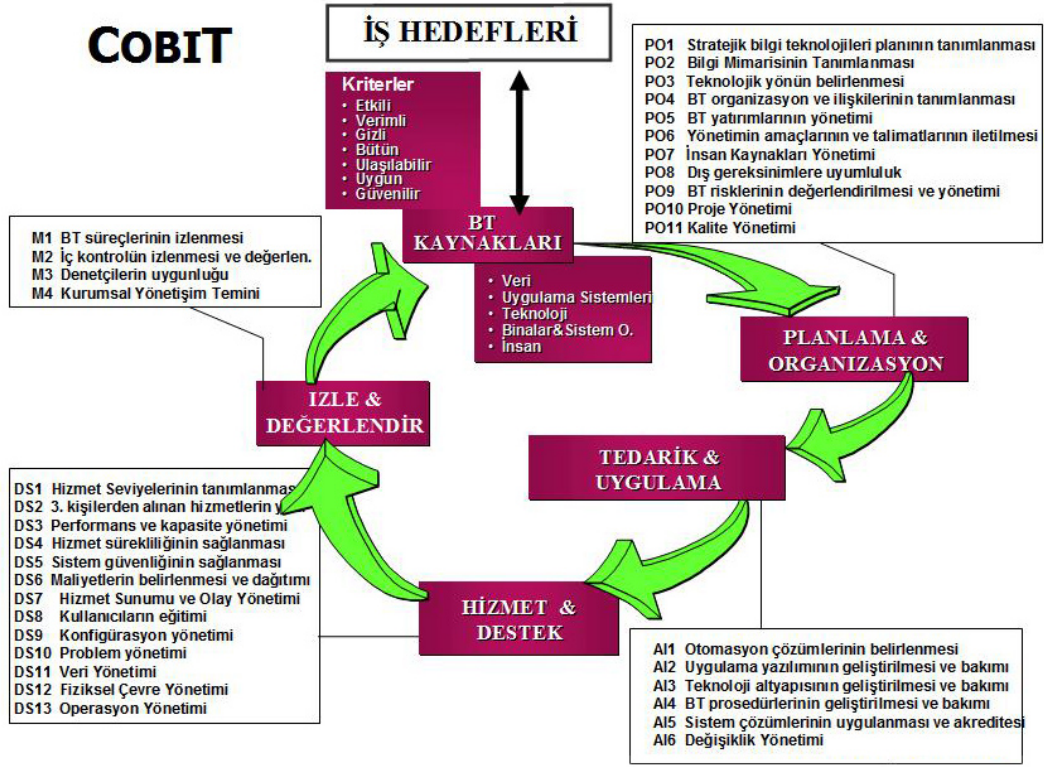 COBIT
İŞ HEDEFLERİ
Kriterler
• Etkili
• Verimli
• Gizli
• Bütün
• Ulaşılabilir
• Uygun
• Güvenilir
BT
KAYNAKLARI
• Veri
• Uygulama Sistemleri
• Teknoloji
• Binalar&Sistem O.
• İnsan
PO1 Stratejik bilgi teknolojileri planının tanımlanması
PO2 Bilgi Mimarisinin Tanımlanması
PO3 Teknolojik yönün belirlenmesi
PO4 BT organizasyon ve ilişkilerinin tanımlanması
PO5 BT yatırımlarının yönetimi
PO6 Yönetimin amaçlarının ve talimatlarının iletilmesi
PO7 İnsan Kaynakları Yönetimi
PO8 Dış gereksinimlere uyumluluk
PO9 BT risklerinin değerlendirilmesi ve yönetimi
PO10 Proje Yönetimi
PO11 Kalite Yönetimi
PLANLAMA &
ORGANIZASYON
M1 BT süreçlerinin izlenmesi
M2 İç kontrolün izlenmesi ve değerlen.
M3 Denetçilerin uygunluğu
M4 Kurumsal Yönetişim Temini
IZLE &
DEĞERLENDİR
TEDARİK &
UYGULAMA
DS1 Hizmet Seviyelerinin tanımlanmas
DS2 3. kişilerden alınan hizmetlerin
DS3 Performans ve kapasite yönetimi
DS4 Hizmet sürekliliğinin sağlanması
DS5 Sistem güvenliğinin sağlanması
DS6 Maliyetlerin belirlenmesi ve dağıtımı
DS7 Hizmet Sunumu ve Olay Yönetimi
DS8 Kullanıcıların eğitimi
DS9 Konfigürasyon yönetimi
DS10 Problem yönetimi
DS11 Veri Yönetimi
DS12 Fiziksel Çevre Yönetimi
DS13 Operasyon Yönetimi
HİZMET &
DESTEK
AI1 Otomasyon çözümlerinin belirlenmesi
AI2 Uygulama yazılımının geliştirilmesi ve bakımı
AI3 Teknoloji altyapısının geliştirilmesi ve bakımı
AI4 BT prosedürlerinin geliştirilmesi ve bakımı
AI5 Sistem çözümlerinin uygulanması ve akreditesi
AI6 Değişiklik Yönetimi